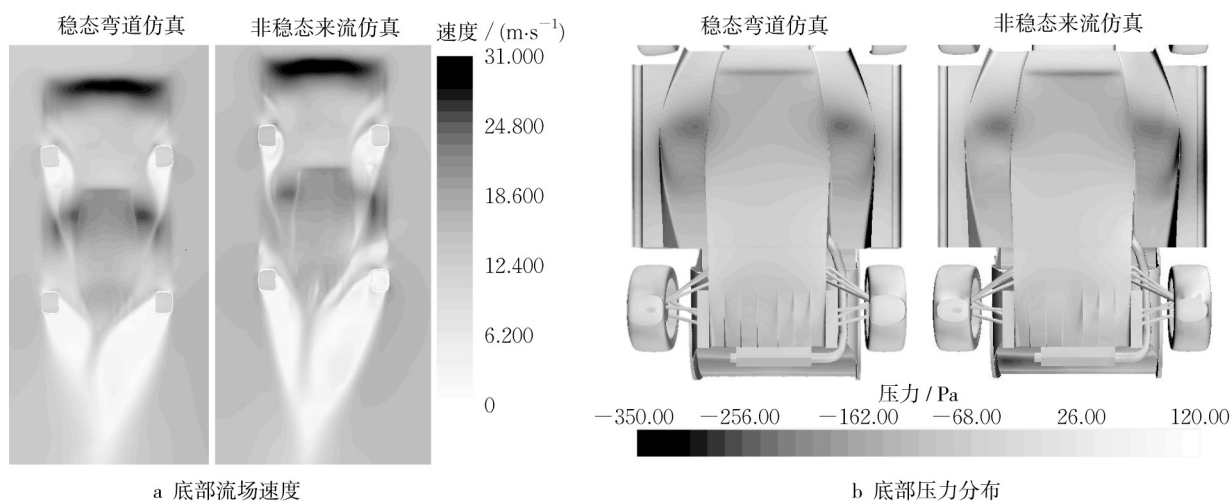 稳态弯道仿真
非稳态来流仿真
速度 / (m·s⁻¹)
31.000
24.800
18.600
12.400
6.200
0
a 底部流场速度
稳态弯道仿真
非稳态来流仿真
压力 / Pa
−350.00 −256.00 −162.00 −68.00 26.00 120.00
b 底部压力分布